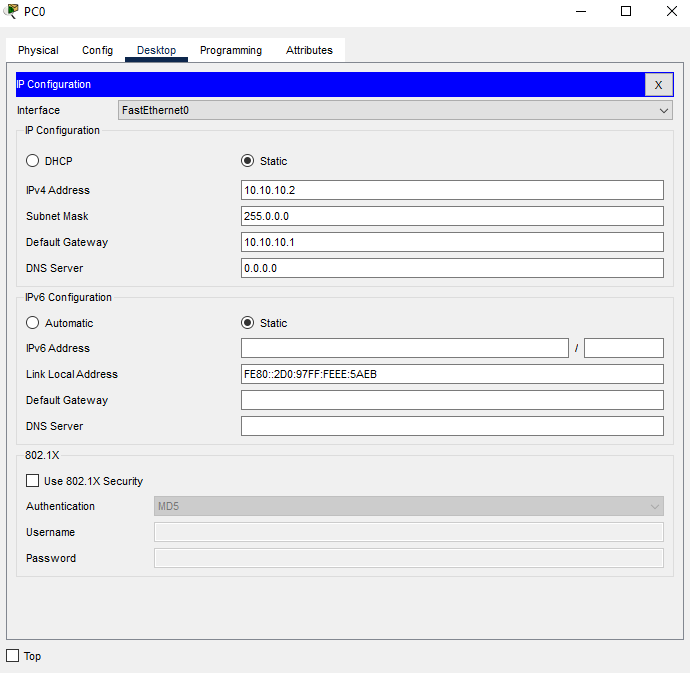 PC0
Physical Config Desktop Programming Attributes
IP Configuration X
Interface FastEthernet0
IP Configuration
DHCP Static
IPv4 Address 10.10.10.2
Subnet Mask 255.0.0.0
Default Gateway 10.10.10.1
DNS Server 0.0.0.0
IPv6 Configuration
Automatic Static
IPv6 Address /
Link Local Address FE80::2D0:97FF:FEEE:5AEB
Default Gateway
DNS Server
802.1X
Use 802.1X Security
Authentication MD5
Username
Password
Top